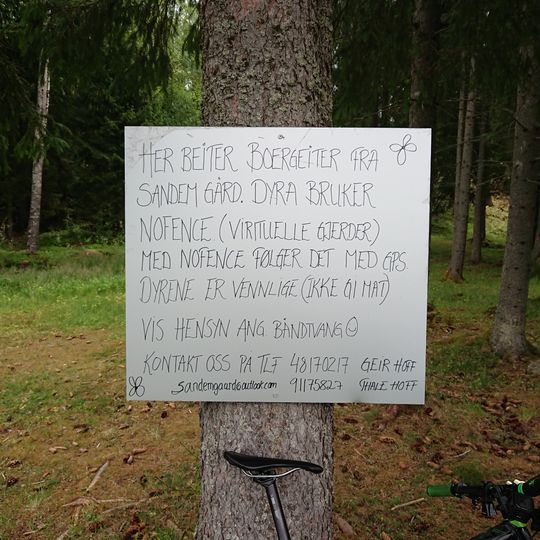 HER BEITER BOERGEITER FRA
SANDEM GÅRD. DYRA BRUKER
NOFENCE (VIRITUELLE GJERDER)
MED NOFENCE FØLGER DET MED GPS.
DYRENE ER VENNLIGE (IKKE GI MAT)
VIS HENSYN ANG. BÅNDTVANG
KONTAKT OSS PÅ TLF 48170217 GEIR HOFF
sandemgaard@outlook.com 91175827 THALE HOFF